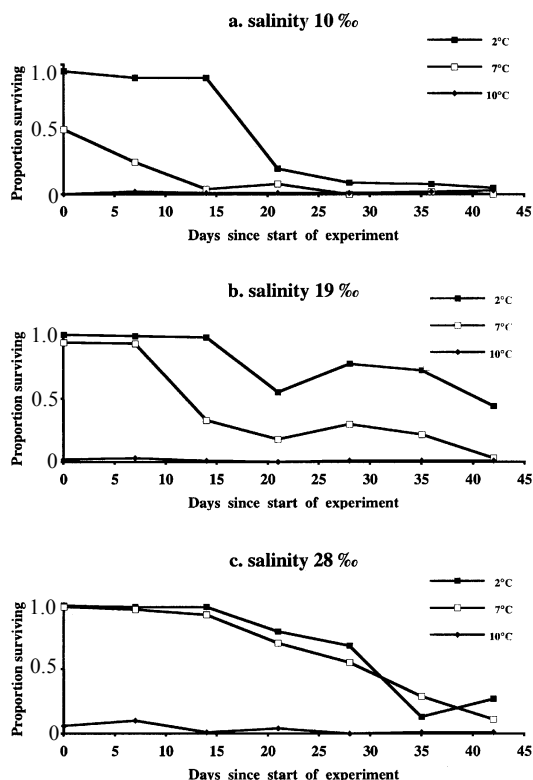 a. salinity 10 ‰
2°C
7°C
10°C
Proportion surviving
1.0
0.5
0
0 5 10 15 20 25 30 35 40 45
Days since start of experiment
b. salinity 19 ‰
2°C
7°C
10°C
Proportion surviving
1.0
0.5
0
0 5 10 15 20 25 30 35 40 45
Days since start of experiment
c. salinity 28 ‰
2°C
7°C
10°C
Proportion surviving
1.0
0.5
0
0 5 10 15 20 25 30 35 40 45
Days since start of experiment